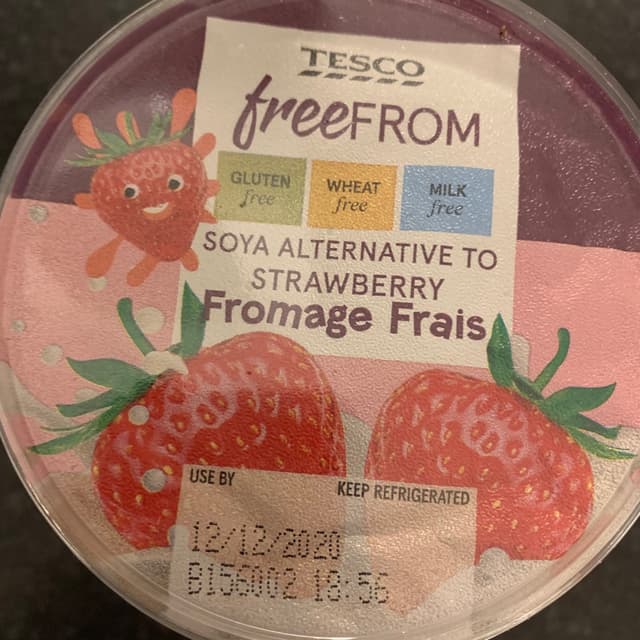 TESCO
freeFROM
GLUTEN free
WHEAT free
MILK free
SOYA ALTERNATIVE TO
STRAWBERRY
Fromage Frais
USE BY
KEEP REFRIGERATED
12/12/2020
B156002 18:56